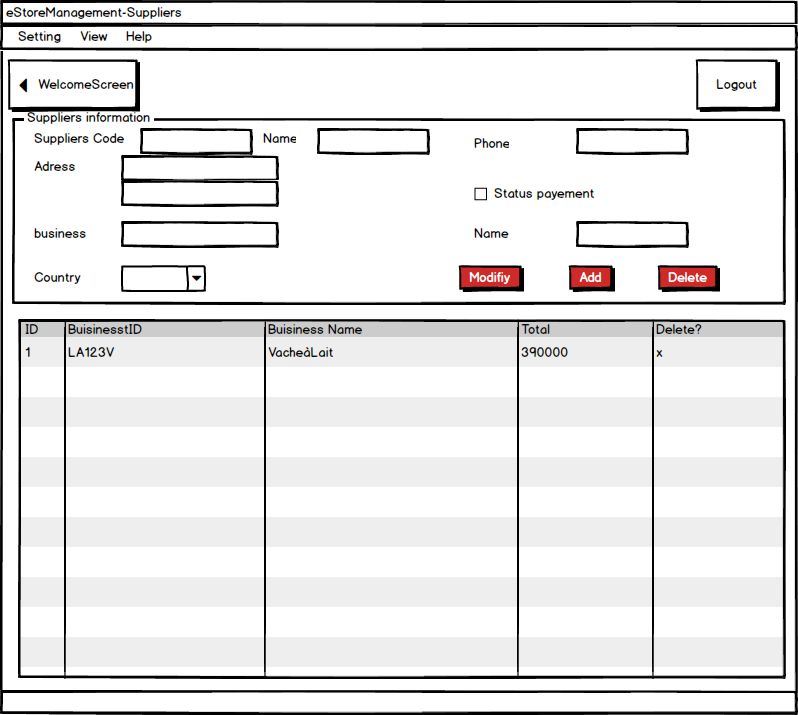 eStoreManagement-Suppliers
Setting View Help
WelcomeScreen Logout
Suppliers information
Suppliers Code Name Phone
Adress
Status payement
business Name
Country Modifiy Add Delete
ID BuisinesstID Buisiness Name Total Delete?
1 LA123V VacheàLait 390000 x